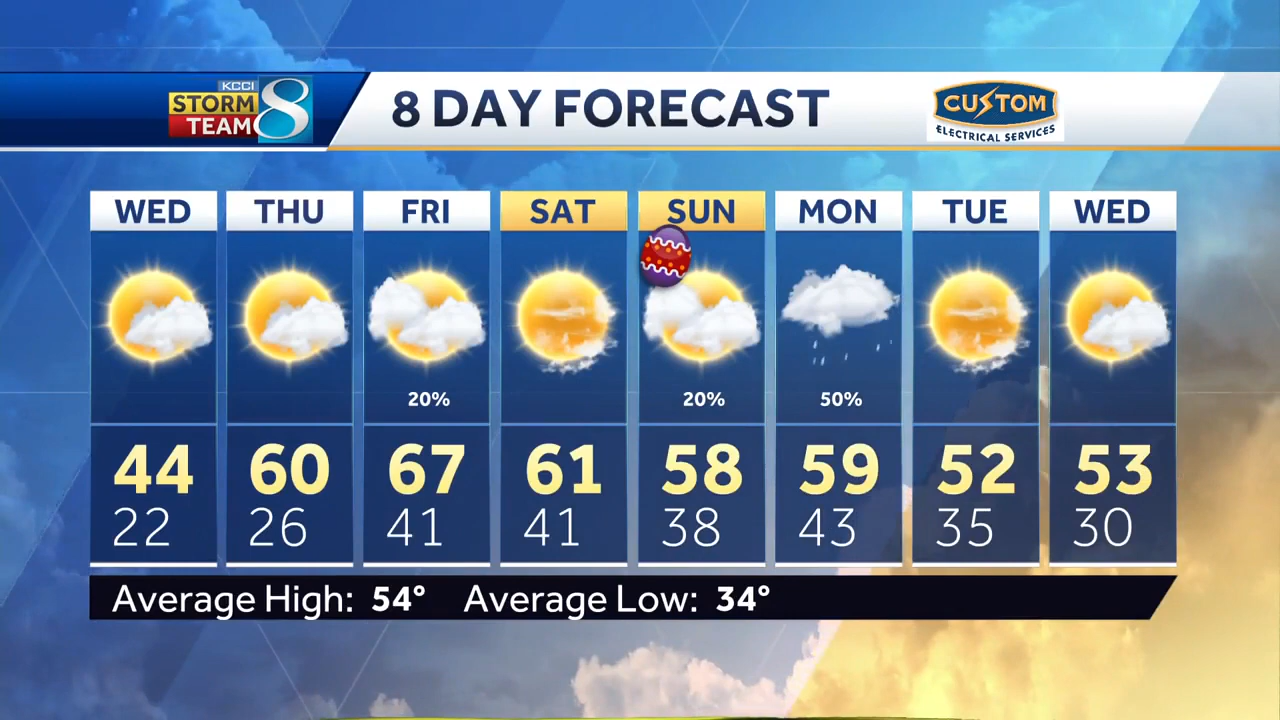 KCCI
STORM
TEAM 8
8 DAY FORECAST
CUSTOM
ELECTRICAL SERVICES
WED THU FRI SAT SUN MON TUE WED
20% 20% 50%
44 60 67 61 58 59 52 53
22 26 41 41 38 43 35 30
Average High: 54° Average Low: 34°